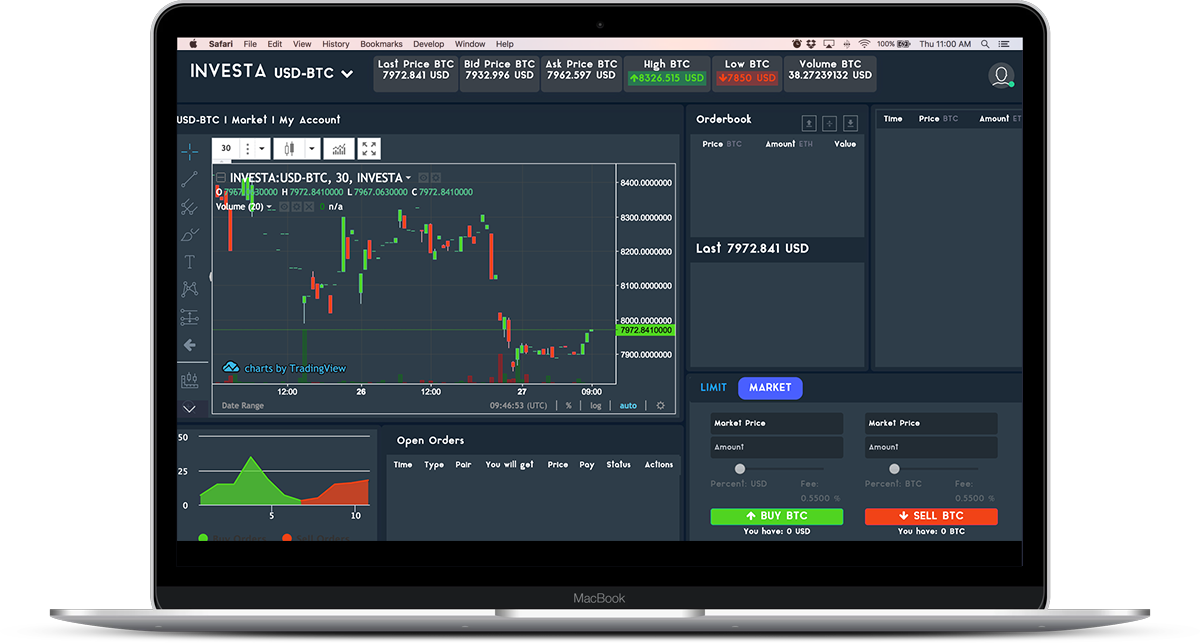 Safari File Edit View History Bookmarks Develop Window Help 100% Thu 11:00 AM
INVESTA USD-BTC
Last Price BTC
7972.841 USD
Bid Price BTC
7932.996 USD
Ask Price BTC
7962.597 USD
High BTC
8326.515 USD
Low BTC
7850 USD
Volume BTC
38.27239132 USD
USD-BTC | Market | My Account
30
INVESTA:USD-BTC, 30, INVESTA
H 7972.8410000 L 7967.0630000 C 7972.8410000
Volume (20) n/a
8400.0000000
8300.0000000
8200.0000000
8100.0000000
8000.0000000
7972.8410000
7900.0000000
charts by TradingView
12:00 26 12:00 27 09:00
Date Range 09:46:53 (UTC) % log auto
Orderbook
Price BTC Amount ETH Value
Last 7972.841 USD
Time Price BTC Amount ET
LIMIT MARKET
Market Price
Amount
Percent: USD Fee:
0.5500 %
BUY BTC
You have: 0 USD
Market Price
Amount
Percent: BTC Fee:
0.5500 %
SELL BTC
You have: 0 BTC
50
25
0
5 10
Open Orders
Time Type Pair You will get Price Pay Status Actions
MacBook